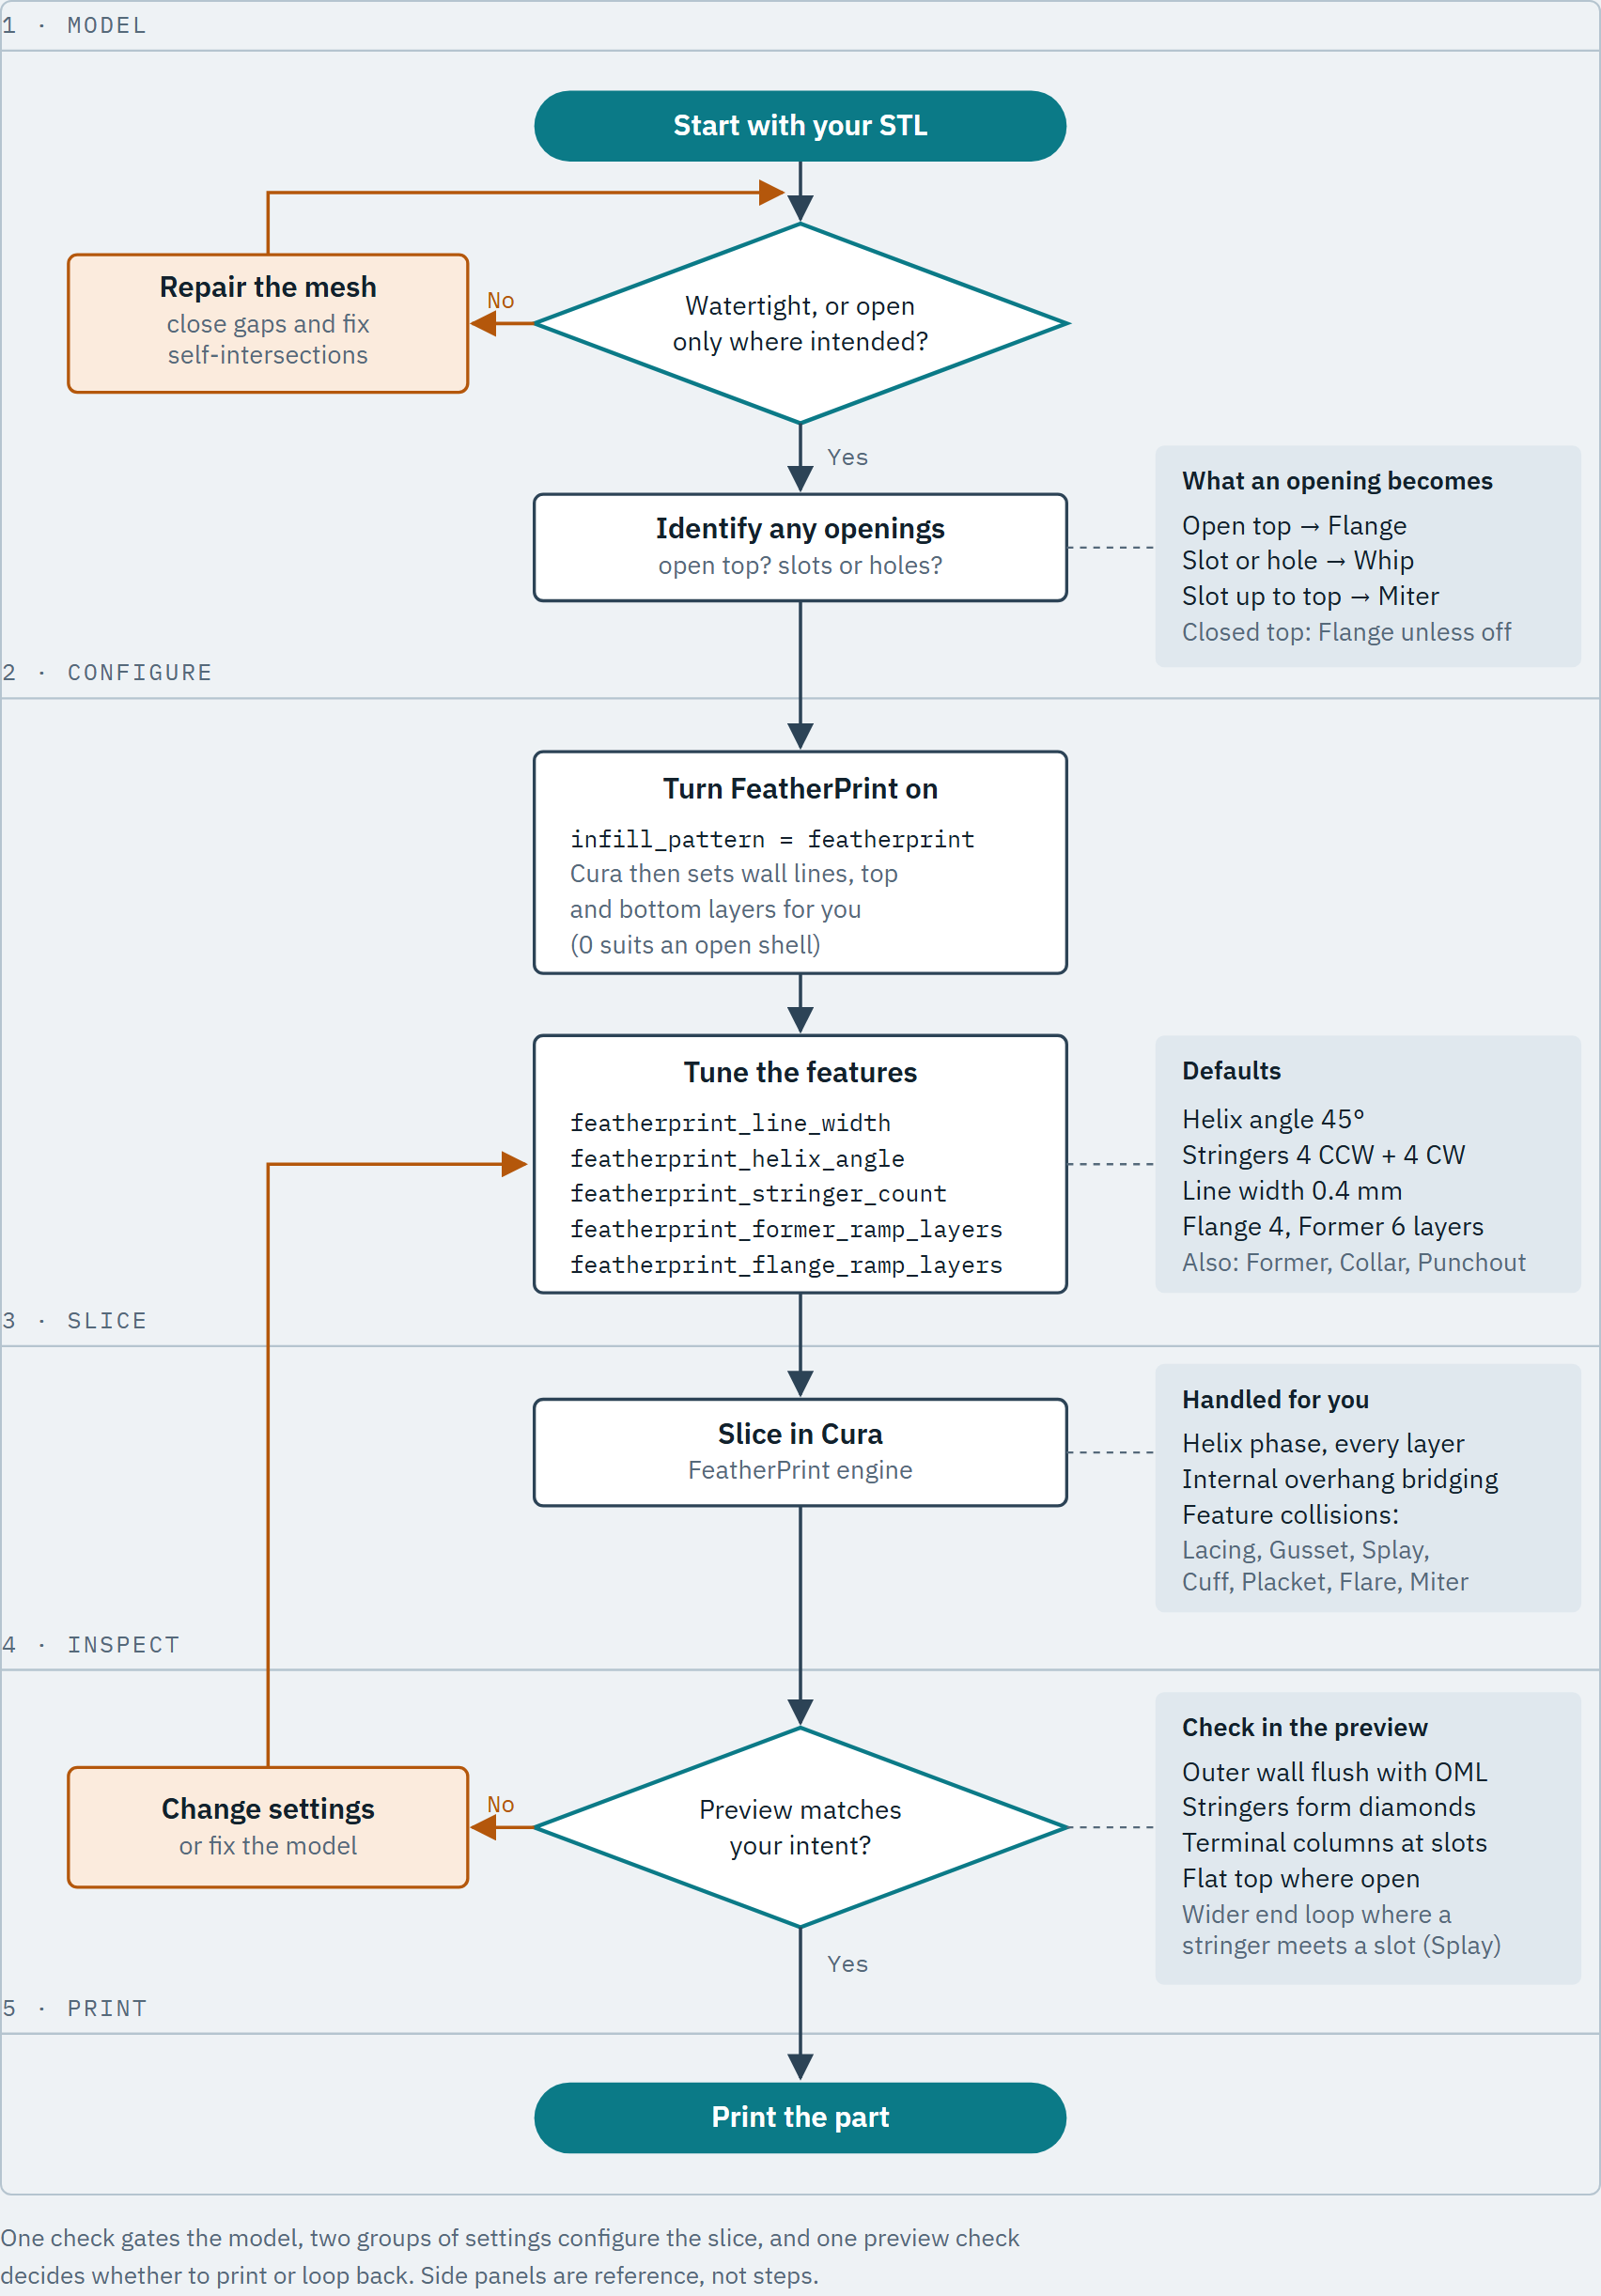 1 · MODEL
Start with your STL
Repair the mesh
close gaps and fix
self-intersections
No
Watertight, or open
only where intended?
Yes
Identify any openings
open top? slots or holes?
What an opening becomes
Open top → Flange
Slot or hole → Whip
Slot up to top → Miter
Closed top: Flange unless off
2 · CONFIGURE
Turn FeatherPrint on
infill_pattern = featherprint
Cura then sets wall lines, top
and bottom layers for you
(0 suits an open shell)
Tune the features
featherprint_line_width
featherprint_helix_angle
featherprint_stringer_count
featherprint_former_ramp_layers
featherprint_flange_ramp_layers
Defaults
Helix angle 45°
Stringers 4 CCW + 4 CW
Line width 0.4 mm
Flange 4, Former 6 layers
Also: Former, Collar, Punchout
3 · SLICE
Slice in Cura
FeatherPrint engine
Handled for you
Helix phase, every layer
Internal overhang bridging
Feature collisions:
Lacing, Gusset, Splay,
Cuff, Placket, Flare, Miter
4 · INSPECT
Change settings
or fix the model
No
Preview matches
your intent?
Yes
Check in the preview
Outer wall flush with OML
Stringers form diamonds
Terminal columns at slots
Flat top where open
Wider end loop where a
stringer meets a slot (Splay)
5 · PRINT
Print the part
One check gates the model, two groups of settings configure the slice, and one preview check
decides whether to print or loop back. Side panels are reference, not steps.